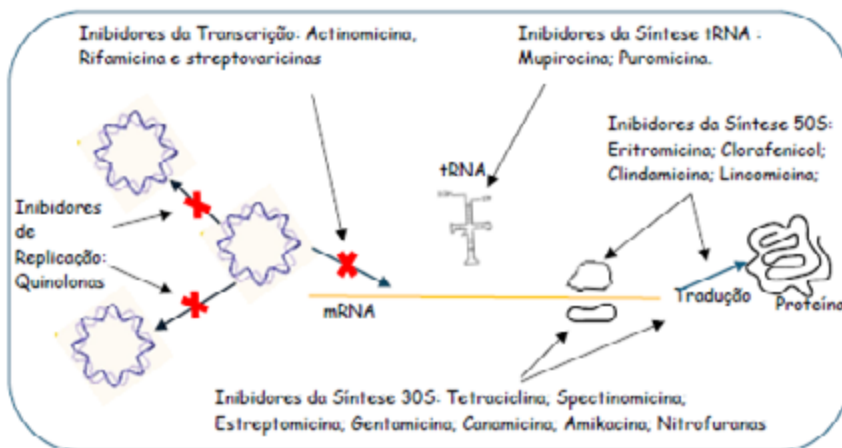 Inibidores da Transcrição- Actinomicina,
Rifamicina e streptovaricinas
Inibidores da Síntese tRNA -
Mupirocina; Puromicina.
Inibidores da Síntese 50S:
Eritromicina; Clorafenicol;
Clindamicina; Lincomicina;
tRNA
Inibidores
de
Replicação:
Quinolonas
mRNA
Tradução
Proteína
Inibidores da Síntese 30S- Tetraciclina, Spectinomicina,
Estreptomicina, Gentamicina, Canamicina, Amikacina, Nitrofuranas